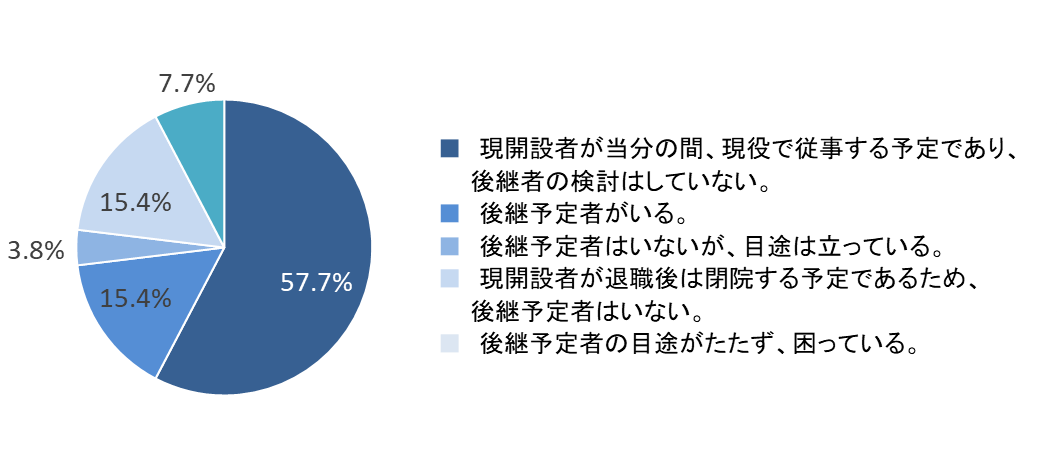 7.7%
15.4%
3.8%
15.4%
57.7%
現開設者が当分の間、現役で従事する予定であり、
後継者の検討はしていない。
後継予定者がいる。
後継予定者はいないが、目途は立っている。
現開設者が退職後は閉院する予定であるため、
後継予定者はいない。
後継予定者の目途がたたず、困っている。